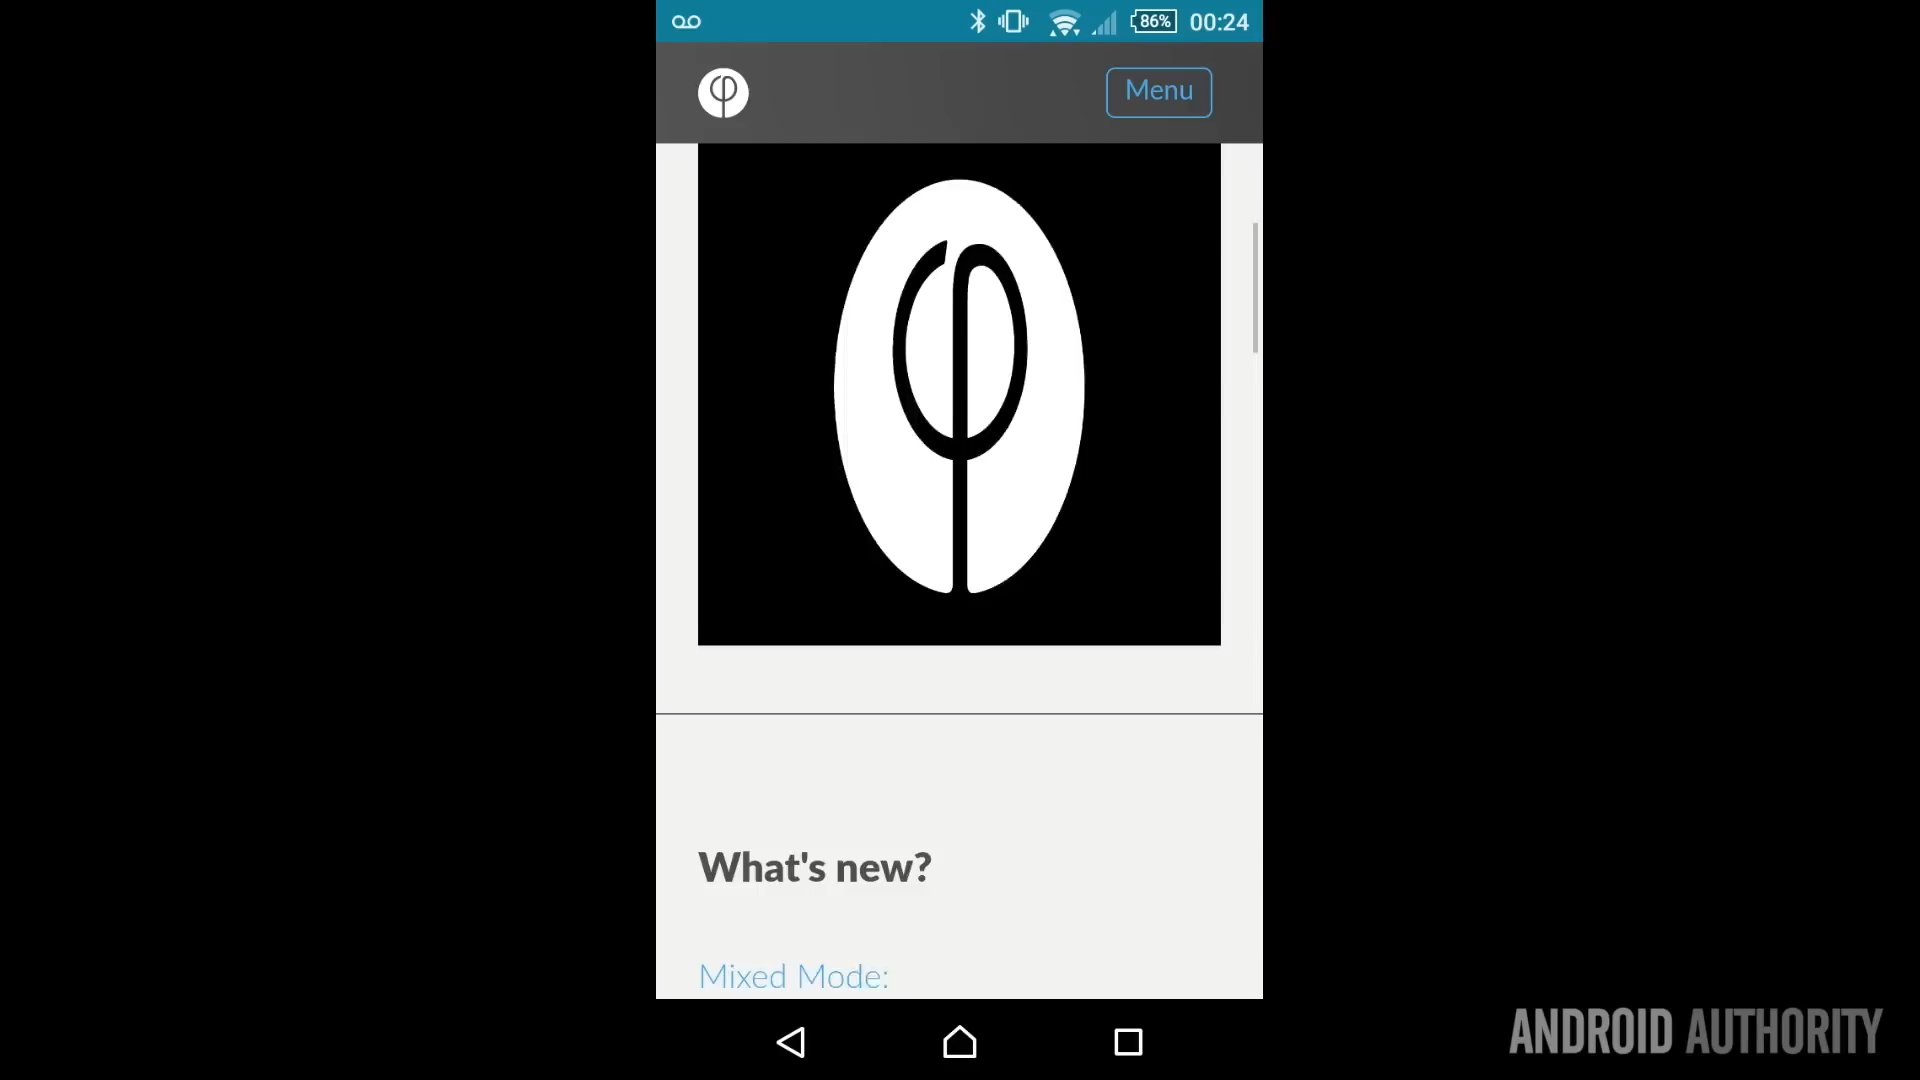 86%
00:24
Menu
What's new?
Mixed Mode:
ANDROID AUTHORITY